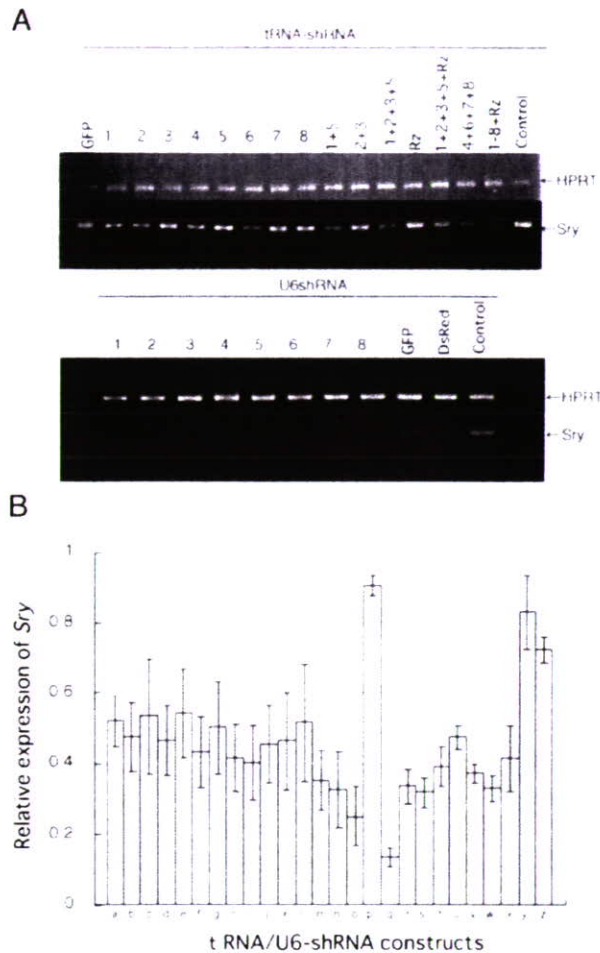 A
tRNA-shRNA
GFP 1 2 3 4 5 6 7 8 1+5 2+3 1+2+3+5 Rz 1+2+3+5+Rz 4+6+7+8 1-8+Rz Control
HPRT
Sry
U6shRNA
1 2 3 4 5 6 7 8 GFP DsRed Control
HPRT
Sry
B
Relative expression of Sry
1
0.8
0.6
0.4
0.2
0
t RNA/U6-shRNA constructs